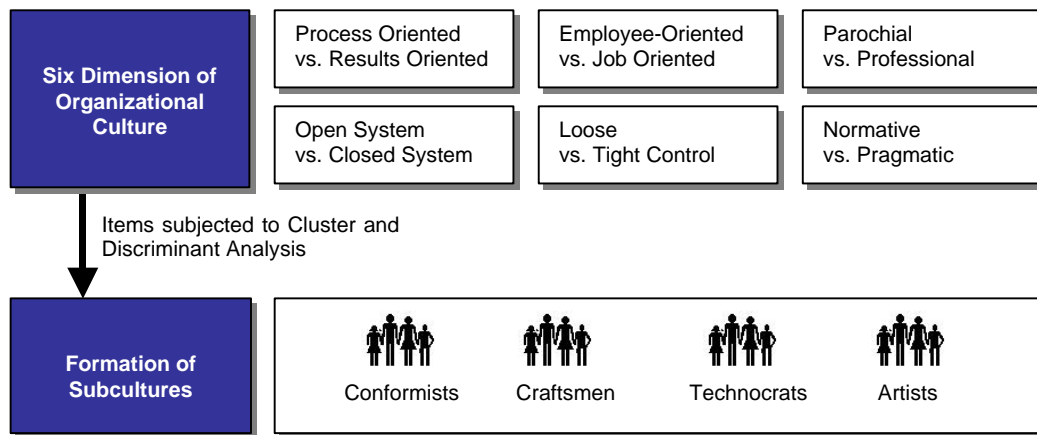 Six Dimension of
Organizational
Culture
Process Oriented
vs. Results Oriented
Employee-Oriented
vs. Job Oriented
Parochial
vs. Professional
Open System
vs. Closed System
Loose
vs. Tight Control
Normative
vs. Pragmatic
Items subjected to Cluster and
Discriminant Analysis
Formation of
Subcultures
Conformists
Craftsmen
Technocrats
Artists